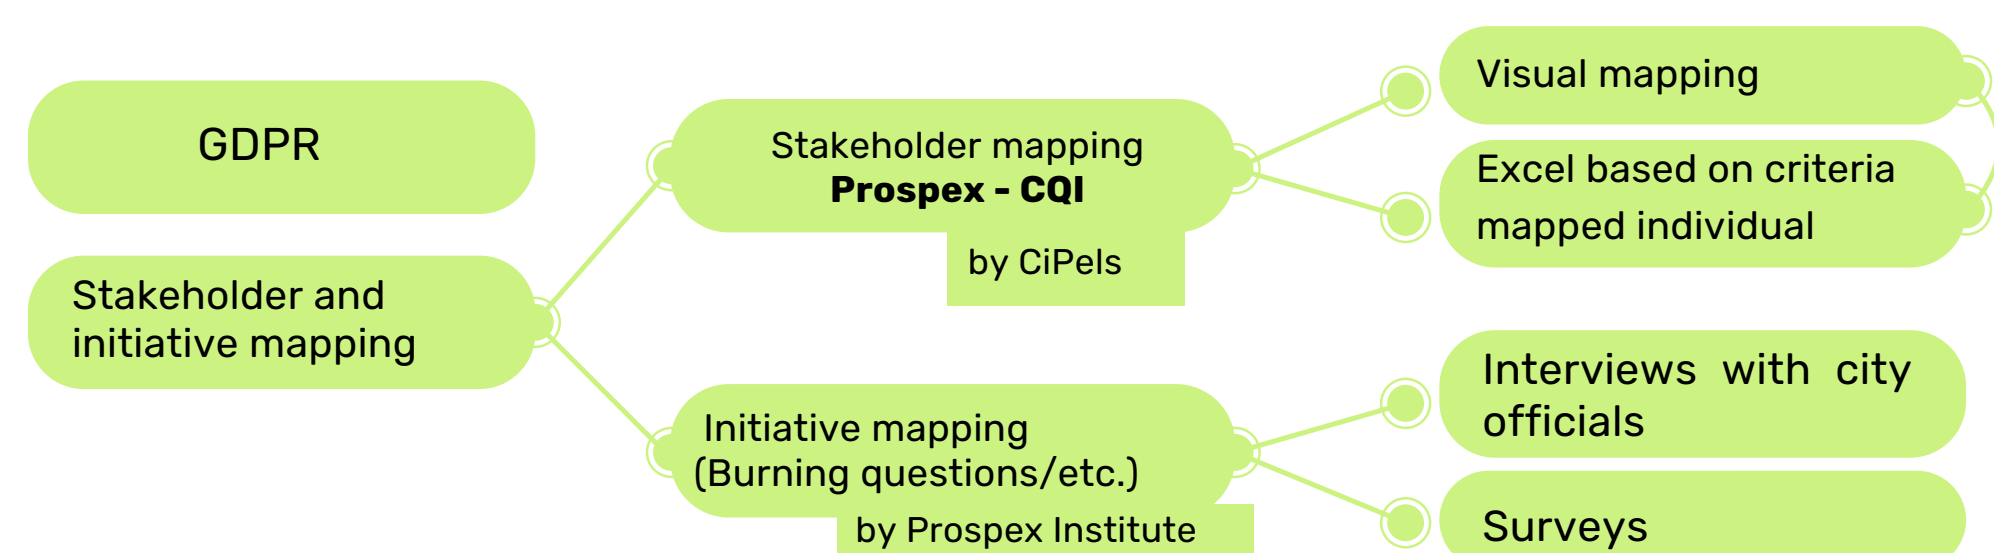 GDPR
Stakeholder and
initiative mapping
Stakeholder mapping
Prospex - CQI
by CiPels
Initiative mapping
(Burning questions/etc.)
by Prospex Institute
Visual mapping
Excel based on criteria
mapped individual
Interviews with city
officials
Surveys